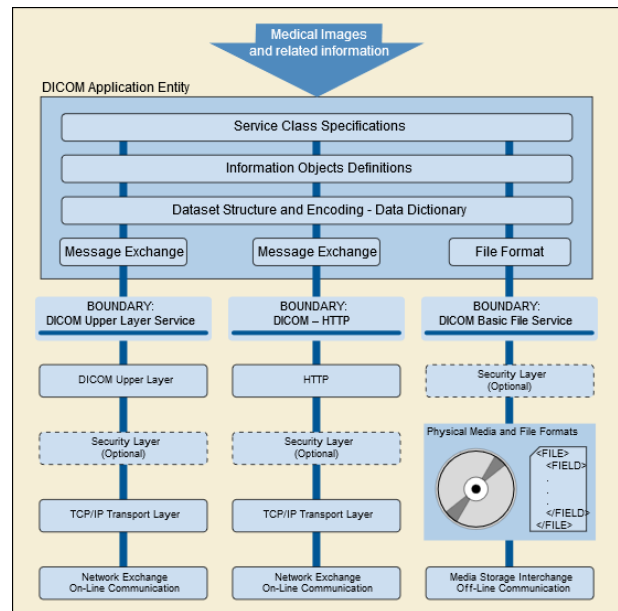 Medical Images
and related information
DICOM Application Entity
Service Class Specifications
Information Objects Definitions
Dataset Structure and Encoding - Data Dictionary
Message Exchange
Message Exchange
File Format
BOUNDARY:
DICOM Upper Layer Service
BOUNDARY:
DICOM – HTTP
BOUNDARY:
DICOM Basic File Service
DICOM Upper Layer
HTTP
Security Layer
(Optional)
Security Layer
(Optional)
Security Layer
(Optional)
Physical Media and File Formats
<FILE>
<FIELD>
.
.
.
</FIELD>
</FILE>
TCP/IP Transport Layer
TCP/IP Transport Layer
Network Exchange
On-Line Communication
Network Exchange
On-Line Communication
Media Storage Interchange
Off-Line Communication